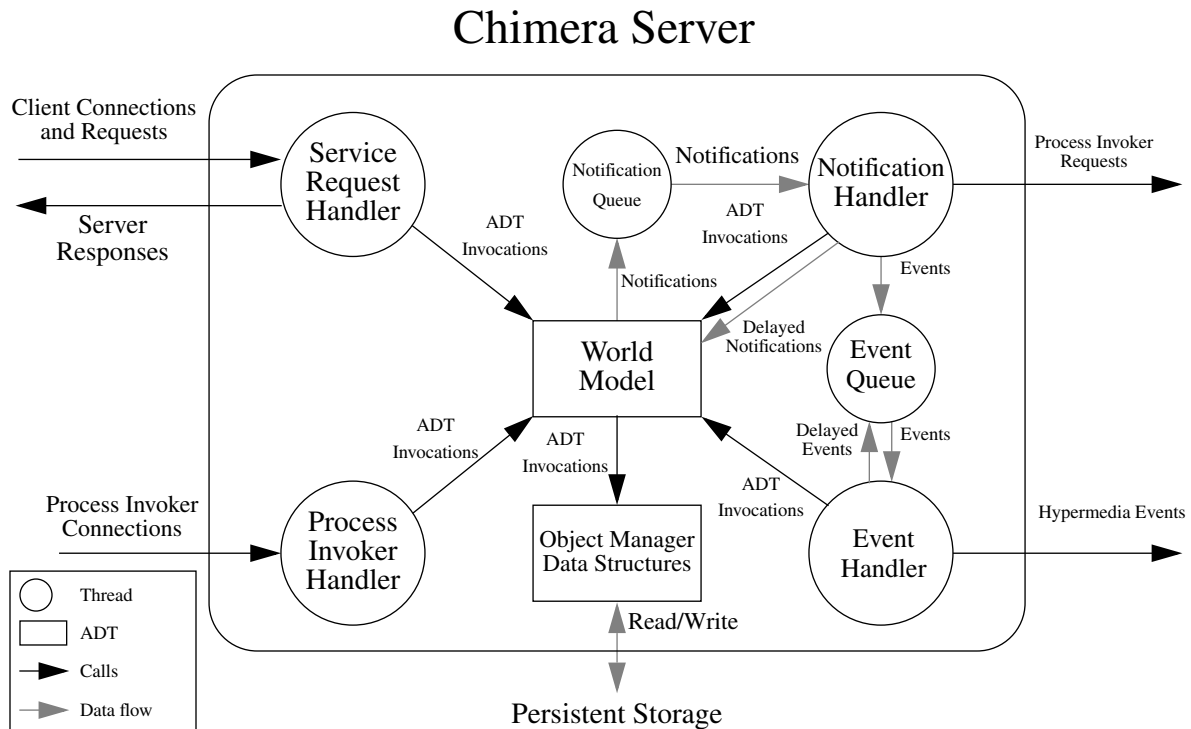 Chimera Server
Client Connections
and Requests
Server
Responses
Service
Request
Handler
ADT
Invocations
Notification
Queue
Notifications
Notification
Handler
Process Invoker
Requests
ADT
Invocations
Notifications
Events
Delayed
Notifications
World
Model
Event
Queue
ADT
Invocations
ADT
Invocations
Delayed
Events
Events
ADT
Invocations
Process Invoker
Connections
Process
Invoker
Handler
Object Manager
Data Structures
Event
Handler
Hypermedia Events
Read/Write
Persistent Storage
Thread
ADT
Calls
Data flow